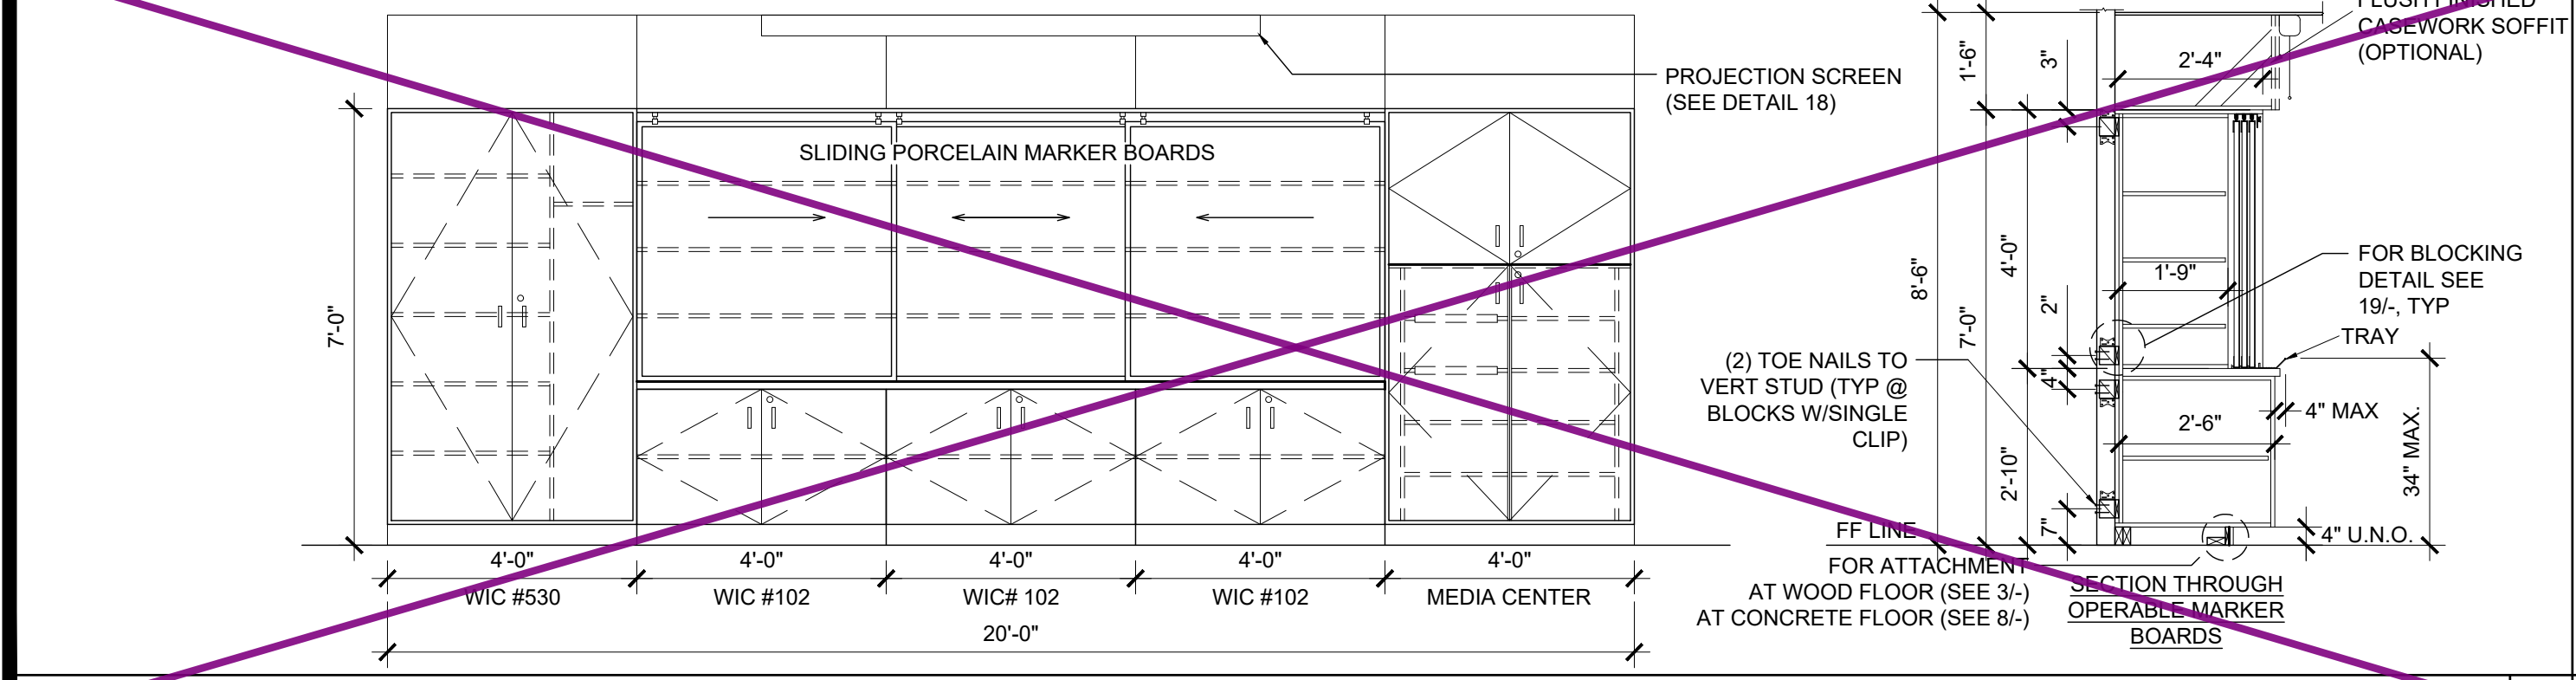 PROJECTION SCREEN
(SEE DETAIL 18)
SLIDING PORCELAIN MARKER BOARDS
7'-0"
4'-0"
4'-0"
4'-0"
4'-0"
4'-0"
WIC #530
WIC #102
WIC# 102
WIC #102
MEDIA CENTER
20'-0"
FLUSH FINISHED
CASEWORK SOFFIT
(OPTIONAL)
1'-6"
3"
2'-4"
8'-6"
7'-0"
4'-0"
2"
1'-9"
FOR BLOCKING
DETAIL SEE
19/-, TYP
TRAY
(2) TOE NAILS TO
VERT STUD (TYP @
BLOCKS W/SINGLE
CLIP)
4"
2'-6"
4" MAX
34" MAX.
2'-10"
7"
4" U.N.O.
FF LINE
FOR ATTACHMENT
AT WOOD FLOOR (SEE 3/-)
AT CONCRETE FLOOR (SEE 8/-)
SECTION THROUGH
OPERABLE MARKER
BOARDS